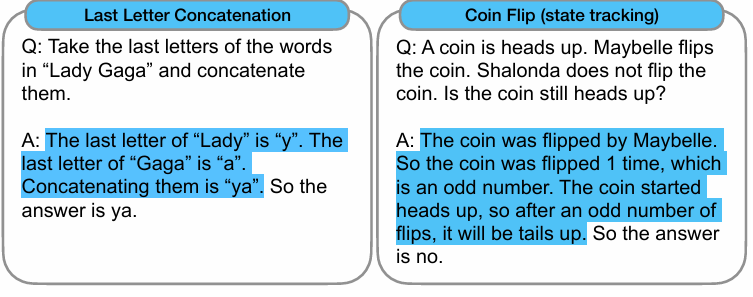 Last Letter Concatenation
Q: Take the last letters of the words
in “Lady Gaga” and concatenate
them.
A: The last letter of “Lady” is “y”. The
last letter of “Gaga” is “a”.
Concatenating them is “ya”. So the
answer is ya.
Coin Flip (state tracking)
Q: A coin is heads up. Maybelle flips
the coin. Shalonda does not flip the
coin. Is the coin still heads up?
A: The coin was flipped by Maybelle.
So the coin was flipped 1 time, which
is an odd number. The coin started
heads up, so after an odd number of
flips, it will be tails up. So the answer
is no.